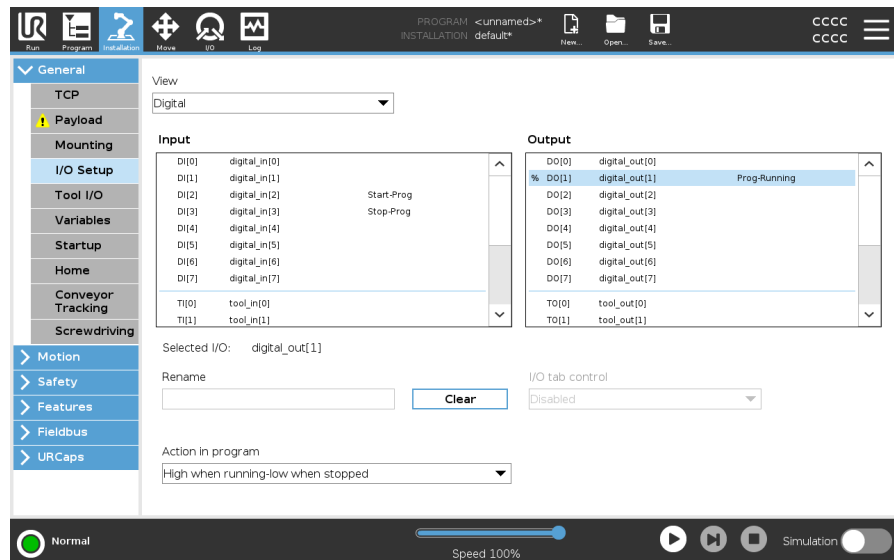 UR
Run
Program
Installation
Move
I/O
Log
PROGRAM <unnamed>*
INSTALLATION default*
New...
Open...
Save...
CCCC
CCCC
General
TCP
Payload
Mounting
I/O Setup
Tool I/O
Variables
Startup
Home
Conveyor
Tracking
Screwdriving
Motion
Safety
Features
Fieldbus
URCaps
View
Digital
Input
DI[0] digital_in[0]
DI[1] digital_in[1]
DI[2] digital_in[2] Start-Prog
DI[3] digital_in[3] Stop-Prog
DI[4] digital_in[4]
DI[5] digital_in[5]
DI[6] digital_in[6]
DI[7] digital_in[7]
TI[0] tool_in[0]
TI[1] tool_in[1]
Output
DO[0] digital_out[0]
% DO[1] digital_out[1] Prog-Running
DO[2] digital_out[2]
DO[3] digital_out[3]
DO[4] digital_out[4]
DO[5] digital_out[5]
DO[6] digital_out[6]
DO[7] digital_out[7]
TO[0] tool_out[0]
TO[1] tool_out[1]
Selected I/O: digital_out[1]
Rename
Clear
I/O tab control
Disabled
Action in program
High when running-low when stopped
Normal
Speed 100%
Simulation